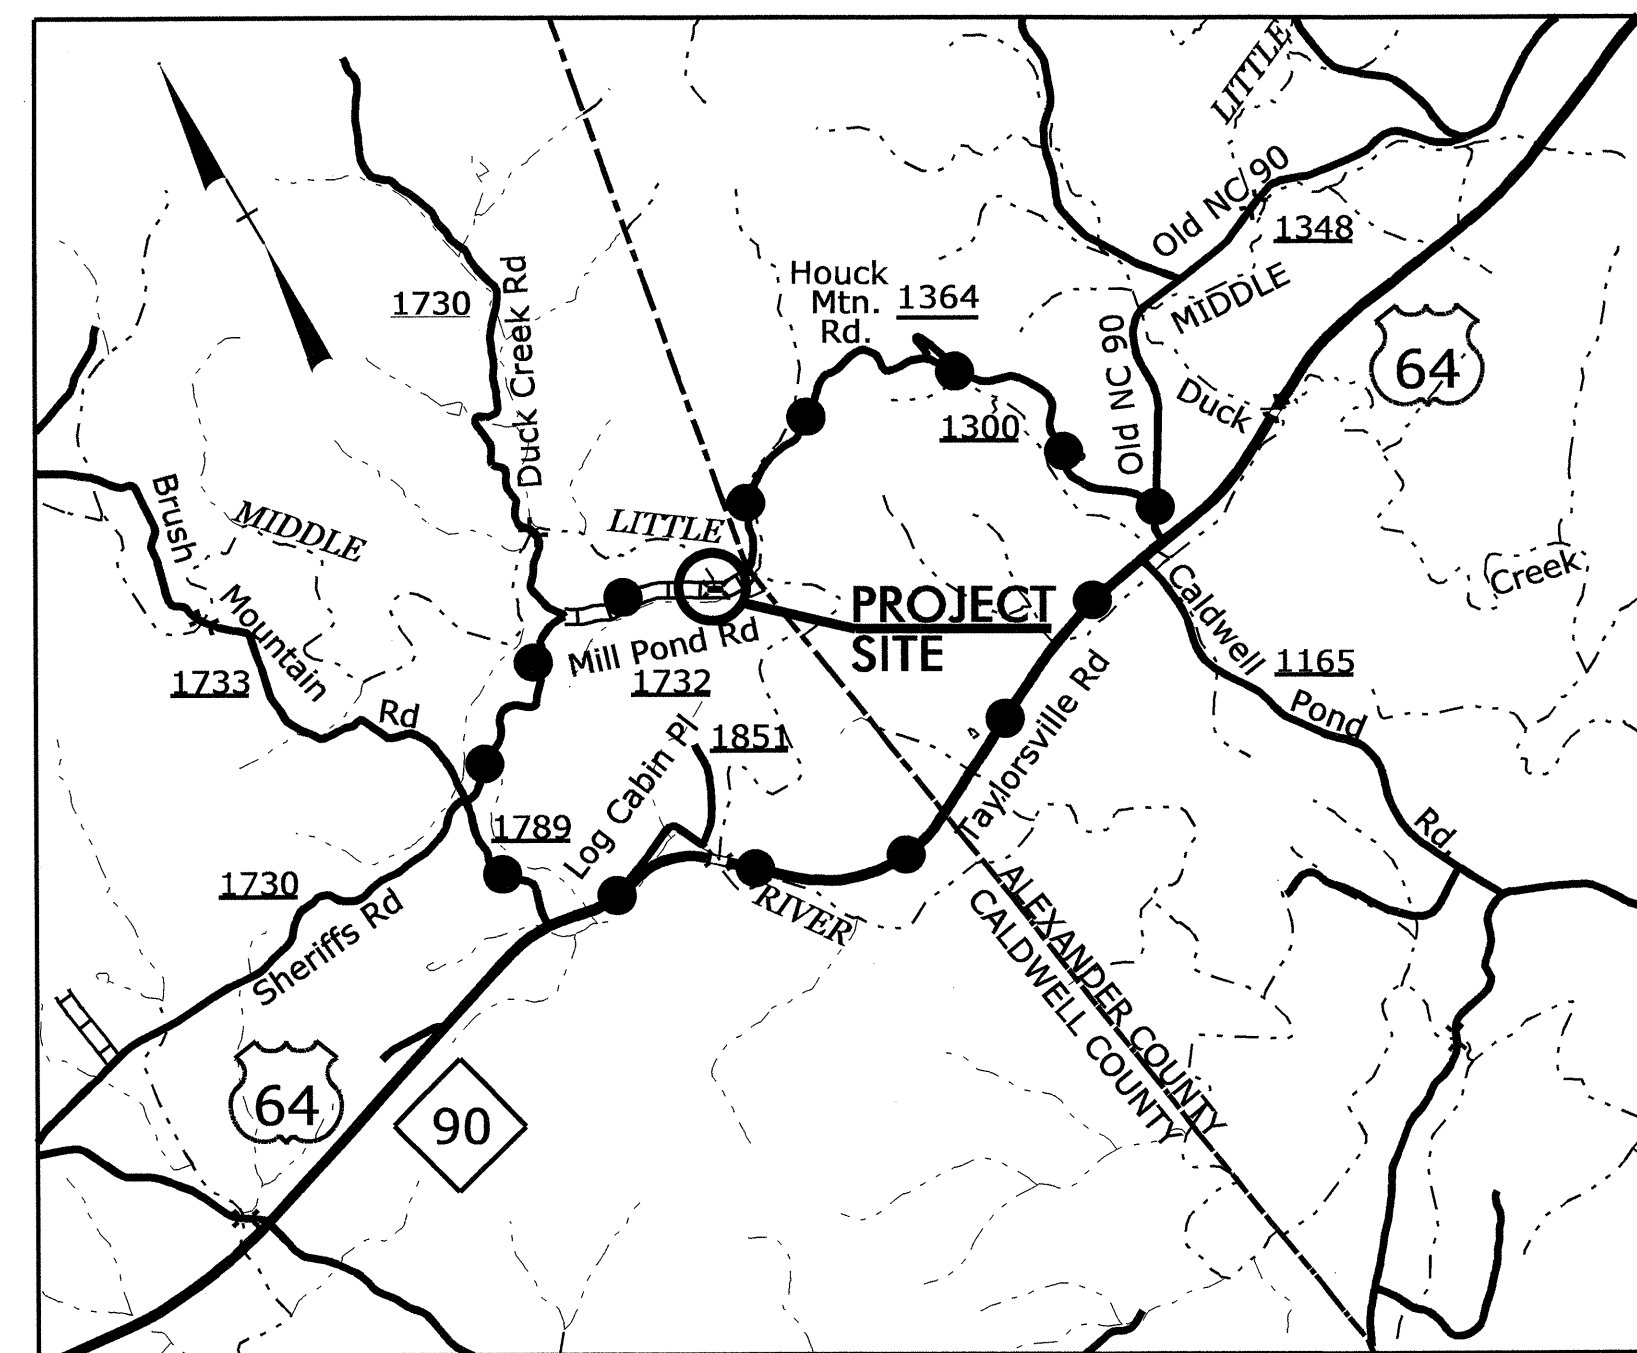 LITTLE
Old NC 90
1348
MIDDLE
Houck
Mtn.
Rd.
1364
1730
Duck Creek Rd
64
Old NC 90
Duck
1300
Brush
Mountain
Rd
MIDDLE
LITTLE
Creek
PROJECT
SITE
Mill Pond Rd
1732
1733
Caldwell
Pond
Rd.
1165
Taylorsville Rd
1851
Log Cabin Pl
1789
1730
Sheriffs Rd
RIVER
ALEXANDER COUNTY
CALDWELL COUNTY
64
90